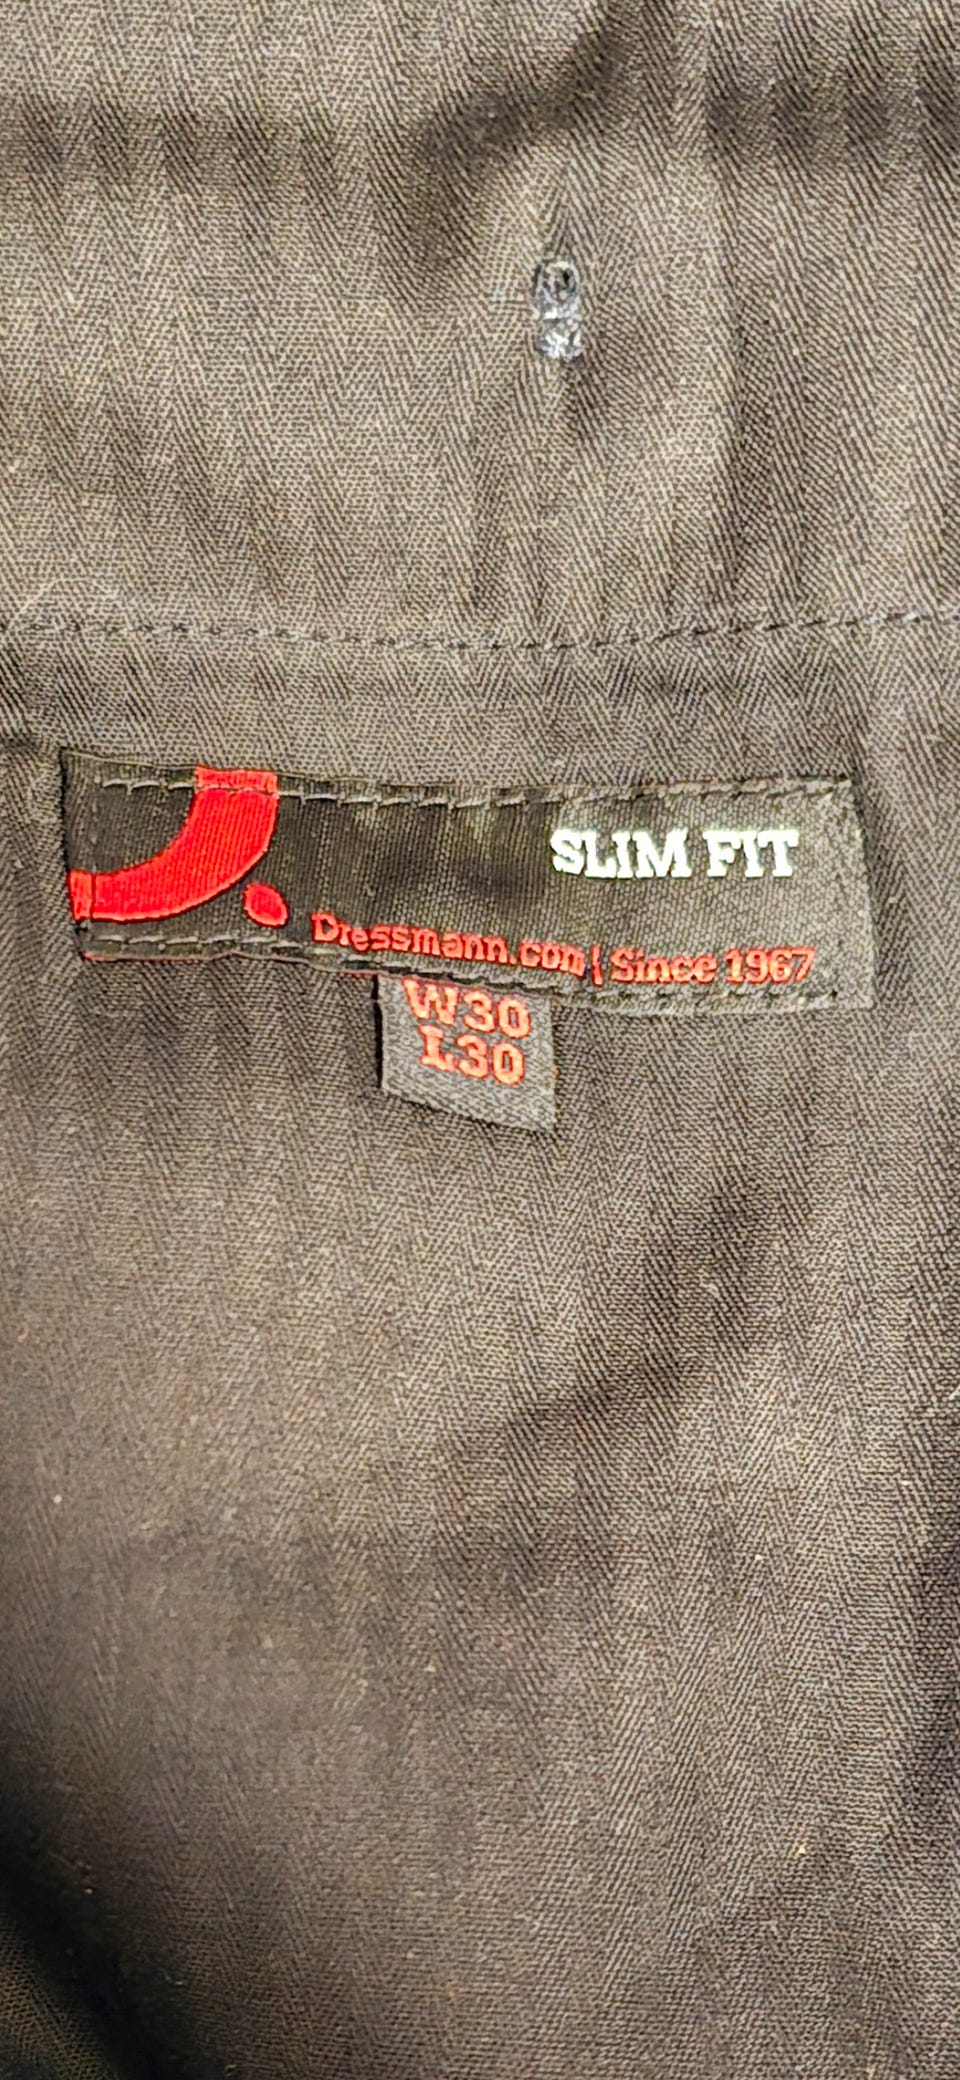 SLIM FIT
Dressmann.com | Since 1967
W30
L30